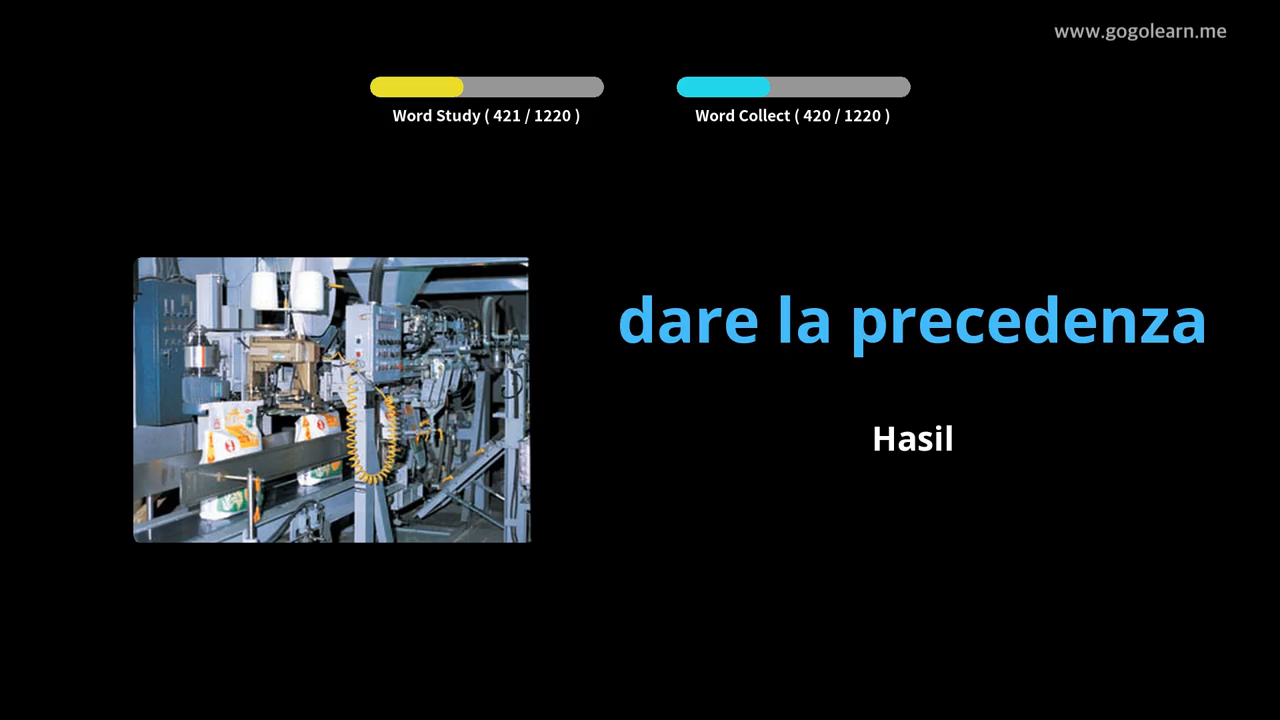 www.gogolearn.me
Word Study ( 421 / 1220 )
Word Collect ( 420 / 1220 )
dare la precedenza
Hasil